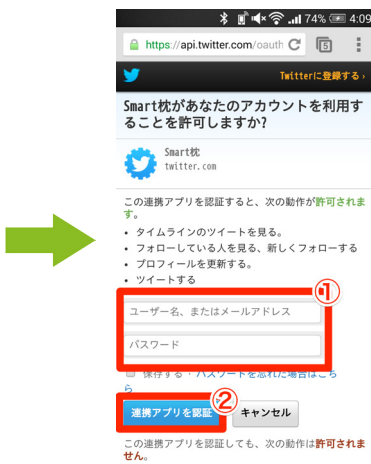 74% 4:09
https://api.twitter.com/oauth 5
Twitterに登録する›
Smart枕があなたのアカウントを利用す
ることを許可しますか?
Smart枕
twitter.com
この連携アプリを認証すると、次の動作が許可されま
す。
・タイムラインのツイートを見る。
・フォローしている人を見る、新しくフォローする
・プロフィールを更新する。
・ツイートする
①
ユーザー名、またはメールアドレス
パスワード
保存する・パスワードを忘れた場合はこち
ら
②
連携アプリを認証 キャンセル
この連携アプリを認証しても、次の動作は許可されま
せん。